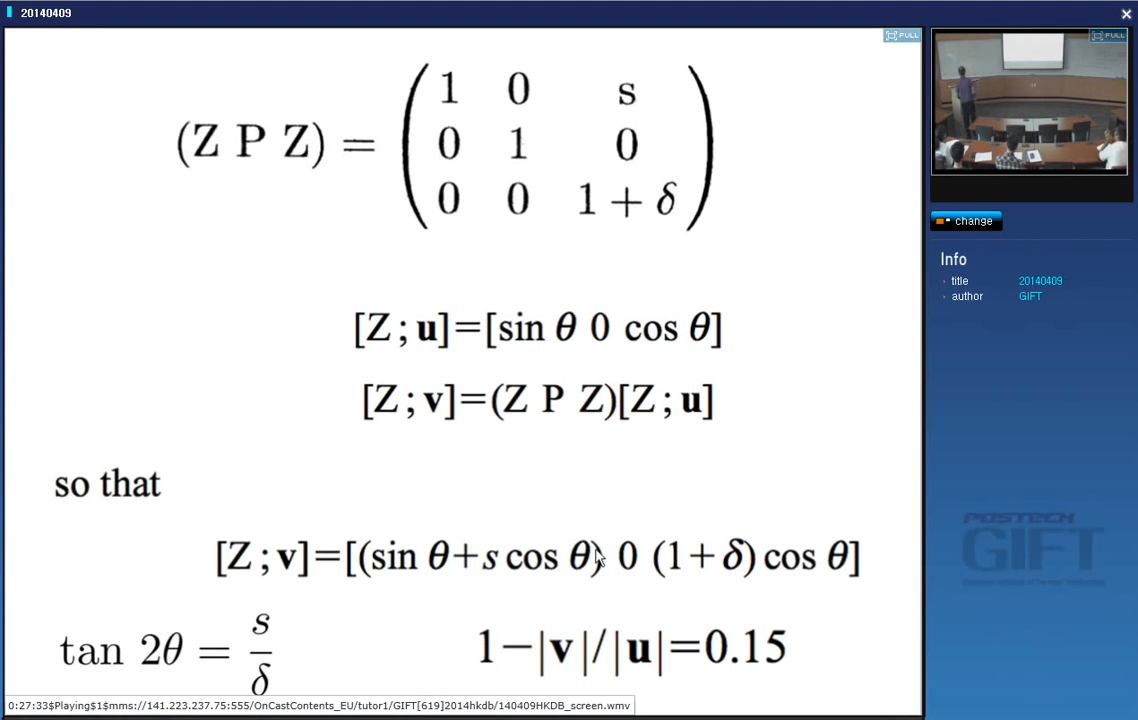 20140409
FULL
(Z P Z) = 
1 0 s
0 1 0
0 0 1 + δ
[Z ; u]=[sin θ 0 cos θ]
[Z ; v]=(Z P Z)[Z ; u]
so that
[Z ; v]=[(sin θ+s cos θ) 0 (1+δ) cos θ]
tan 2θ = s/δ
1−|v|/|u|=0.15
0:27:33$Playing$1$mms://141.223.237.75:555/OnCastContents_EU/tutor1/GIFT[619]2014hkdb/140409HKDB_screen.wmv
FULL
change
Info
title 20140409
author GIFT
POSTECH
GIFT